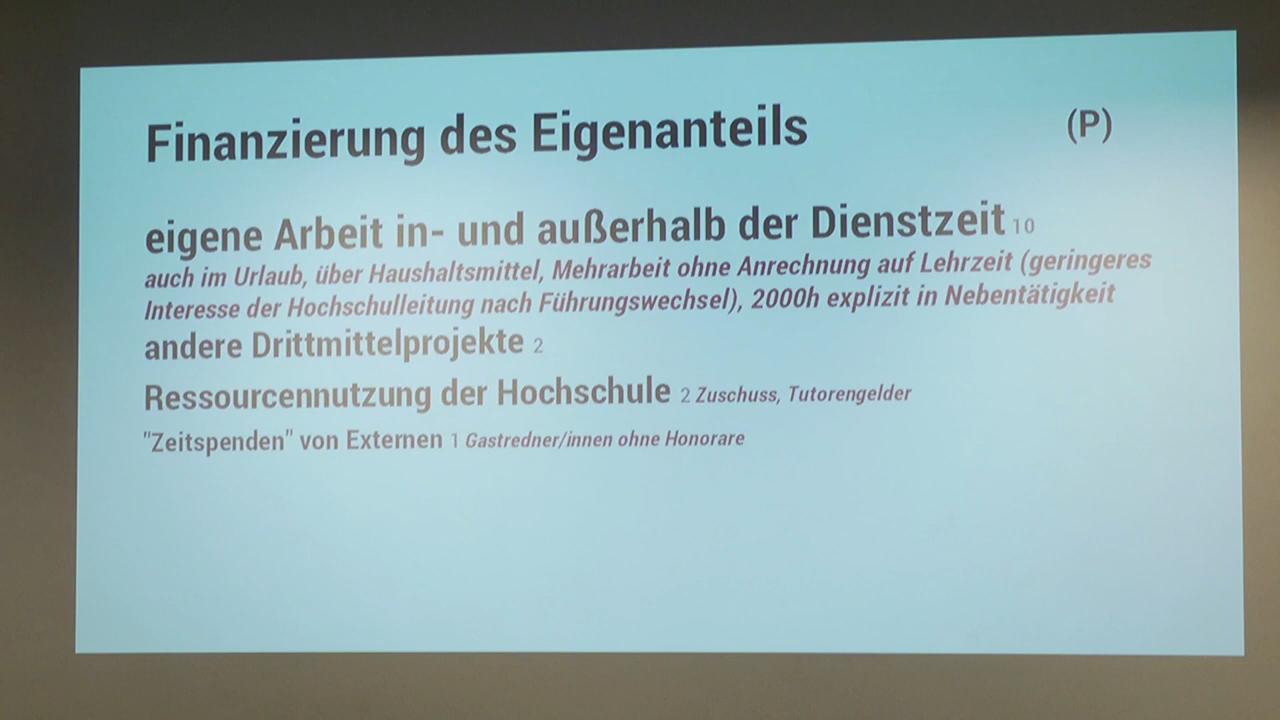 Finanzierung des Eigenanteils (P)
eigene Arbeit in- und außerhalb der Dienstzeit 10
auch im Urlaub, über Haushaltsmittel, Mehrarbeit ohne Anrechnung auf Lehrzeit (geringeres
Interesse der Hochschulleitung nach Führungswechsel), 2000h explizit in Nebentätigkeit
andere Drittmittelprojekte 2
Ressourcennutzung der Hochschule 2 Zuschuss, Tutorengelder
"Zeitspenden" von Externen 1 Gastredner/innen ohne Honorare